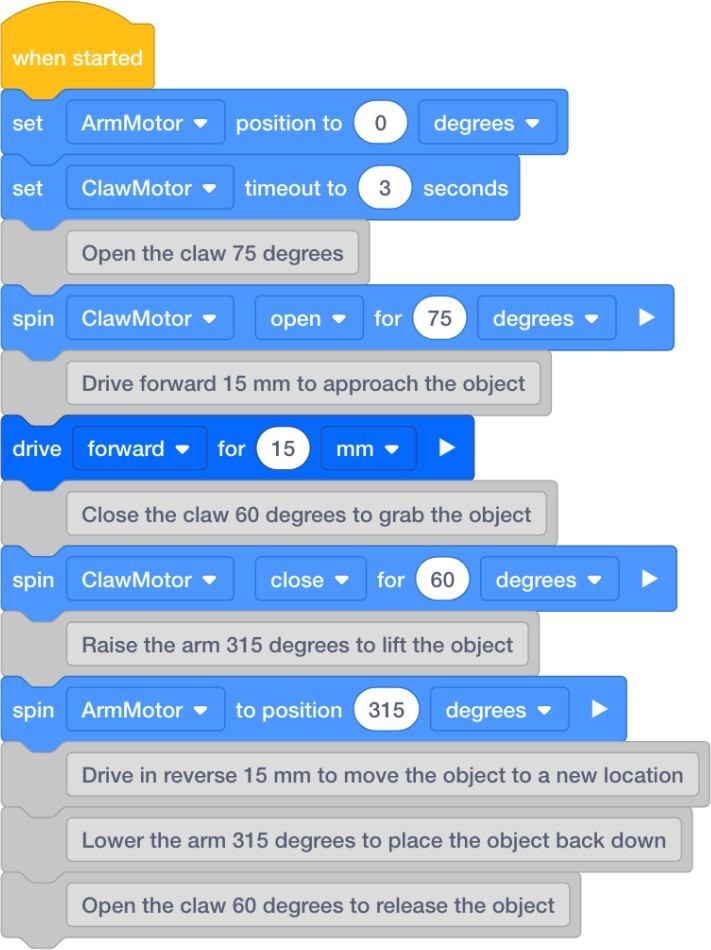 when started
set ArmMotor position to 0 degrees
set ClawMotor timeout to 3 seconds
Open the claw 75 degrees
spin ClawMotor open for 75 degrees
Drive forward 15 mm to approach the object
drive forward for 15 mm
Close the claw 60 degrees to grab the object
spin ClawMotor close for 60 degrees
Raise the arm 315 degrees to lift the object
spin ArmMotor to position 315 degrees
Drive in reverse 15 mm to move the object to a new location
Lower the arm 315 degrees to place the object back down
Open the claw 60 degrees to release the object